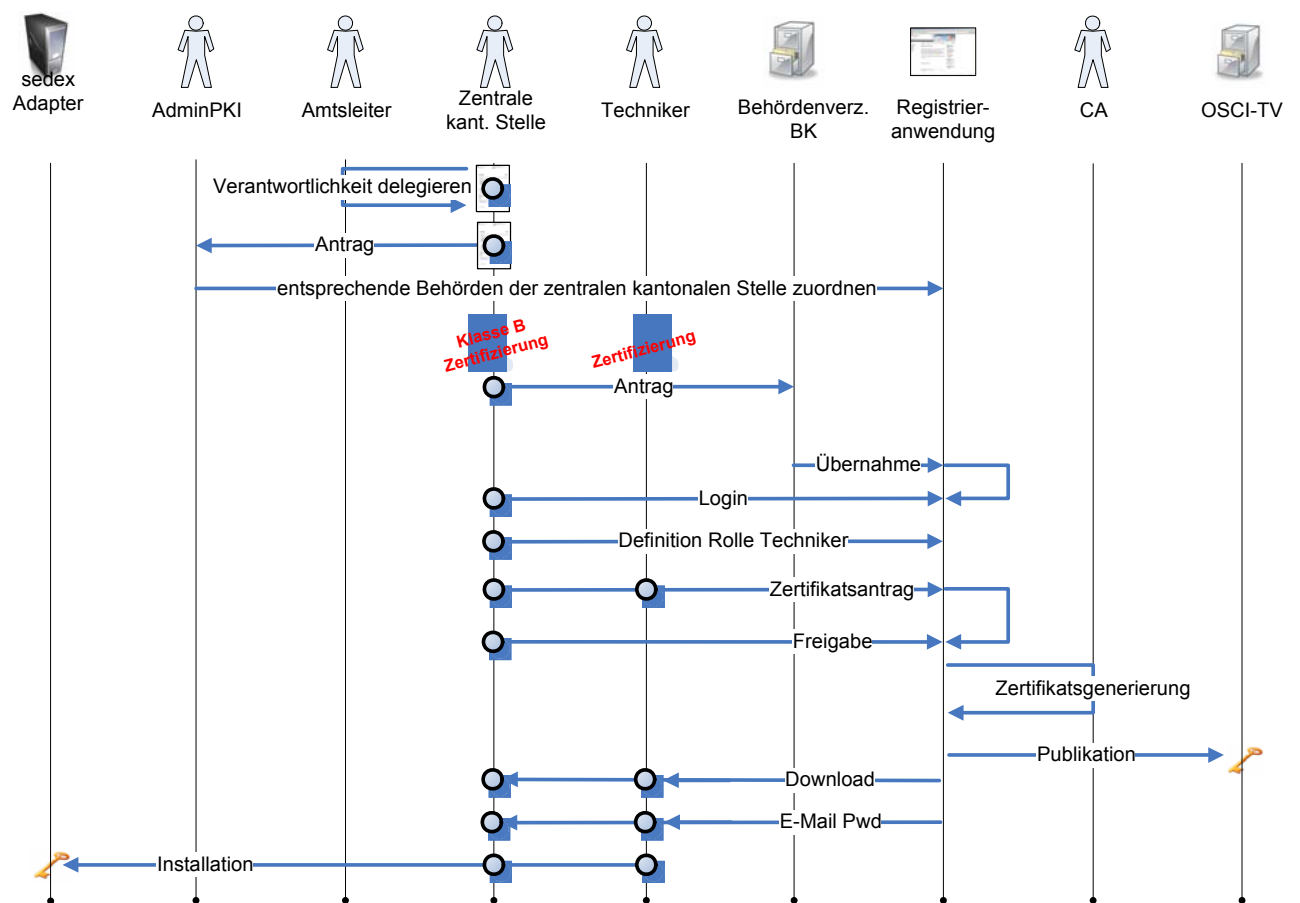 sedex
Adapter
AdminPKI
Amtsleiter
Zentrale
kant. Stelle
Techniker
Behördenverz.
BK
Registrier-
anwendung
CA
OSCI-TV
Verantwortlichkeit delegieren
Antrag
entsprechende Behörden der zentralen kantonalen Stelle zuordnen
Klasse B
Zertifizierung
Zertifizierung
Antrag
Übernahme
Login
Definition Rolle Techniker
Zertifikatsantrag
Freigabe
Zertifikatsgenerierung
Publikation
Download
E-Mail Pwd
Installation